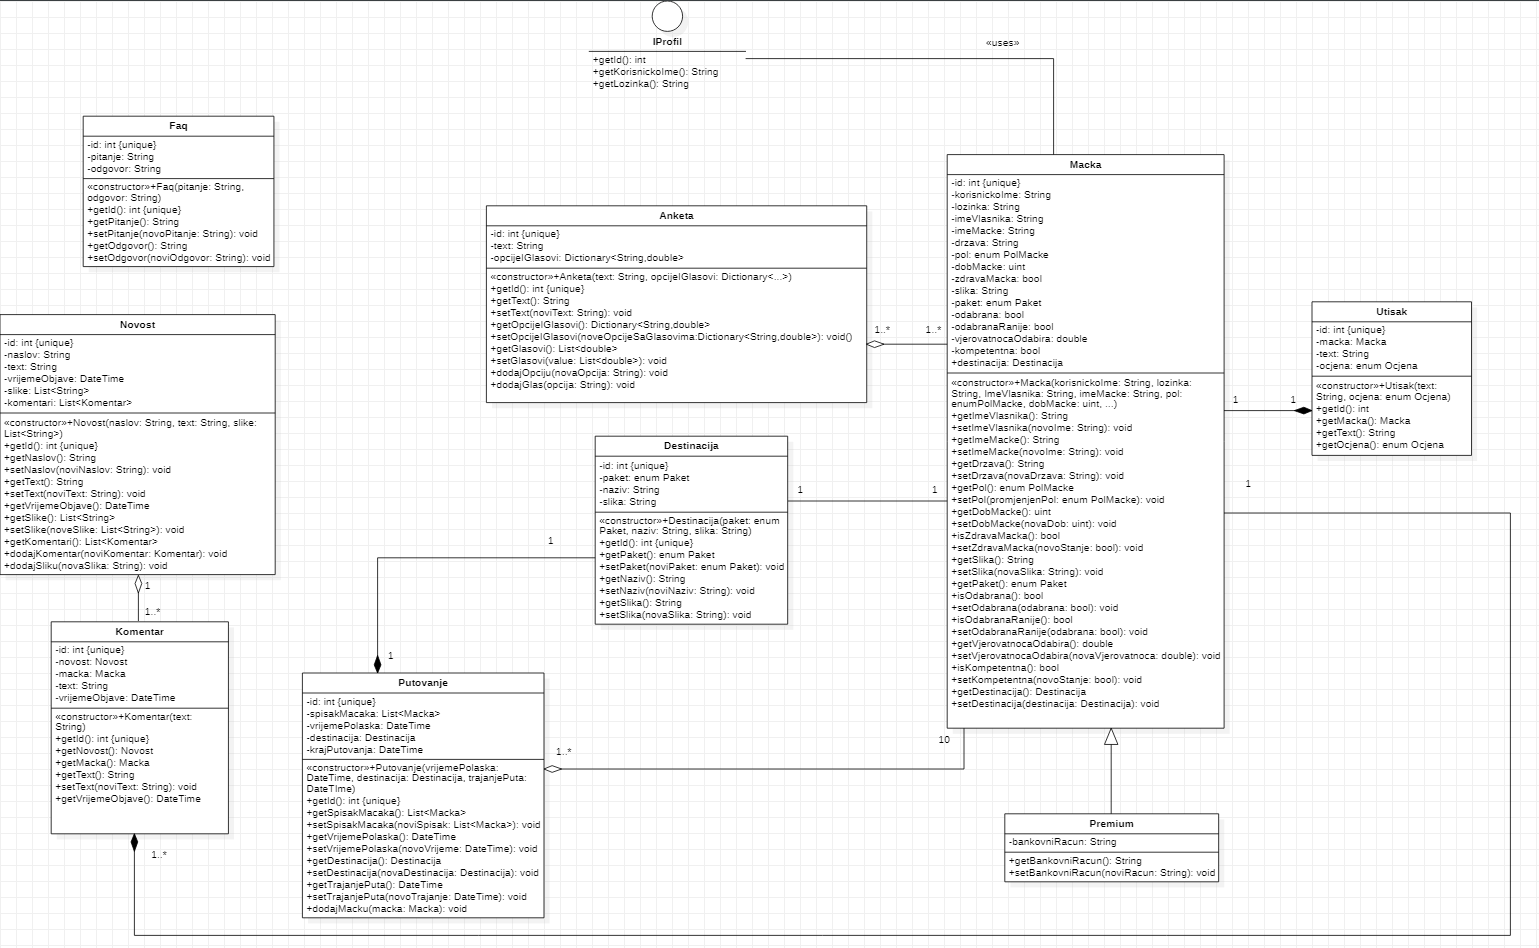 IProfil
+getId(): int
+getKorisnickoIme(): String
+getLozinka(): String
«uses»
Faq
-id: int {unique}
-pitanje: String
-odgovor: String
«constructor»+Faq(pitanje: String,
odgovor: String)
+getId(): int {unique}
+getPitanje(): String
+setPitanje(novoPitanje: String): void
+getOdgovor(): String
+setOdgovor(noviOdgovor: String): void
Novost
-id: int {unique}
-naslov: String
-text: String
-vrijemeObjave: DateTime
-slike: List<String>
-komentari: List<Komentar>
«constructor»+Novost(naslov: String, text: String, slike:
List<String>)
+getId(): int {unique}
+getNaslov(): String
+setNaslov(noviNaslov: String): void
+getText(): String
+setText(noviText: String): void
+getVrijemeObjave(): DateTime
+getSlike(): List<String>
+setSlike(noveSlike: List<String>): void
+getKomentari(): List<Komentar>
+dodajKomentar(noviKomentar: Komentar): void
+dodajSliku(novaSlika: String): void
1
1..*
Komentar
-id: int {unique}
-novost: Novost
-macka: Macka
-text: String
-vrijemeObjave: DateTime
«constructor»+Komentar(text:
String)
+getId(): int {unique}
+getNovost(): Novost
+getMacka(): Macka
+getText(): String
+setText(noviText: String): void
+getVrijemeObjave(): DateTime
1..*
Anketa
-id: int {unique}
-text: String
-opcijeIGlasovi: Dictionary<String,double>
«constructor»+Anketa(text: String, opcijeIGlasovi: Dictionary<...>)
+getId(): int {unique}
+getText(): String
+setText(noviText: String): void
+getOpcijeIGlasovi(): Dictionary<String,double>
+setOpcijeIGlasovi(noveOpcijeSaGlasovima:Dictionary<String,double>): void()
+getGlasovi(): List<double>
+setGlasovi(value: List<double>): void
+dodajOpciju(novaOpcija: String): void
+dodajGlas(opcija: String): void
1..*
1..*
Destinacija
-id: int {unique}
-paket: enum Paket
-naziv: String
-slika: String
«constructor»+Destinacija(paket: enum
Paket, naziv: String, slika: String)
+getId(): int {unique}
+getPaket(): enum Paket
+setPaket(noviPaket: enum Paket): void
+getNaziv(): String
+setNaziv(noviNaziv: String): void
+getSlika(): String
+setSlika(novaSlika: String): void
1
1
1
1
Putovanje
-id: int {unique}
-spisakMacaka: List<Macka>
-vrijemePolaska: DateTime
-destinacija: Destinacija
-krajPutovanja: DateTime
«constructor»+Putovanje(vrijemePolaska:
DateTime, destinacija: Destinacija, trajanjePuta:
DateTIme)
+getId(): int {unique}
+getSpisakMacaka(): List<Macka>
+setSpisakMacaka(noviSpisak: List<Macka>): void
+getVrijemePolaska(): DateTime
+setVrijemePolaska(novoVrijeme: DateTime): void
+getDestinacija(): Destinacija
+setDestinacija(novaDestinacija: Destinacija): void
+getTrajanjePuta(): DateTime
+setTrajanjePuta(novoTrajanje: DateTime): void
+dodajMacku(macka: Macka): void
1..*
10
Macka
-id: int {unique}
-korisnickoIme: String
-lozinka: String
-imeVlasnika: String
-imeMacke: String
-drzava: String
-pol: enum PolMacke
-dobMacke: uint
-zdravaMacka: bool
-slika: String
-paket: enum Paket
-odabrana: bool
-odabranaRanije: bool
-vjerovatnocaOdabira: double
-kompetentna: bool
+destinacija: Destinacija
«constructor»+Macka(korisnickoIme: String, lozinka:
String, ImeVlasnika: String, imeMacke: String, pol:
enumPolMacke, dobMacke: uint, ...)
+getImeVlasnika(): String
+setImeVlasnika(novoIme: String): void
+getImeMacke(): String
+setImeMacke(novoIme: String): void
+getDrzava(): String
+setDrzava(novaDrzava: String): void
+getPol(): enum PolMacke
+setPol(promjenjenPol: enum PolMacke): void
+getDobMacke(): uint
+setDobMacke(novaDob: uint): void
+isZdravaMacka(): bool
+setZdravaMacka(novoStanje: bool): void
+getSlika(): String
+setSlika(novaSlika: String): void
+getPaket(): enum Paket
+isOdabrana(): bool
+setOdabrana(odabrana: bool): void
+isOdabranaRanije(): bool
+setOdabranaRanije(odabrana: bool): void
+getVjerovatnocaOdabira(): double
+setVjerovatnocaOdabira(novaVjerovatnoca: double): void
+isKompetentna(): bool
+setKompetentna(novoStanje: bool): void
+getDestinacija(): Destinacija
+setDestinacija(destinacija: Destinacija): void
1
1
1
Utisak
-id: int {unique}
-macka: Macka
-text: String
-ocjena: enum Ocjena
«constructor»+Utisak(text:
String, ocjena: enum Ocjena)
+getId(): int
+getMacka(): Macka
+getText(): String
+getOcjena(): enum Ocjena
Premium
-bankovniRacun: String
+getBankovniRacun(): String
+setBankovniRacun(noviRacun: String): void